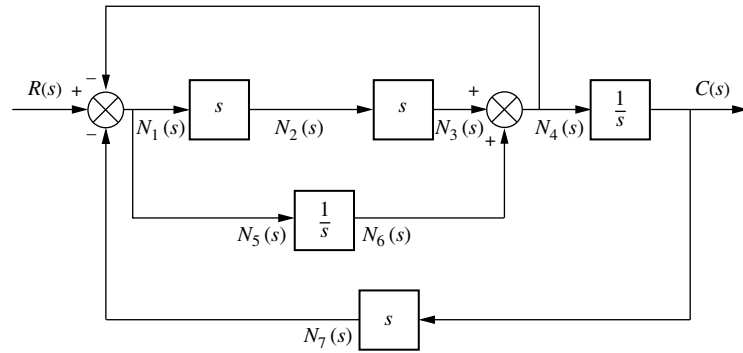 −
R(s) + s s + 1/s C(s)
− N₁(s) N₂(s) N₃(s) + N₄(s)
1/s
N₅(s) N₆(s)
s
N₇(s)